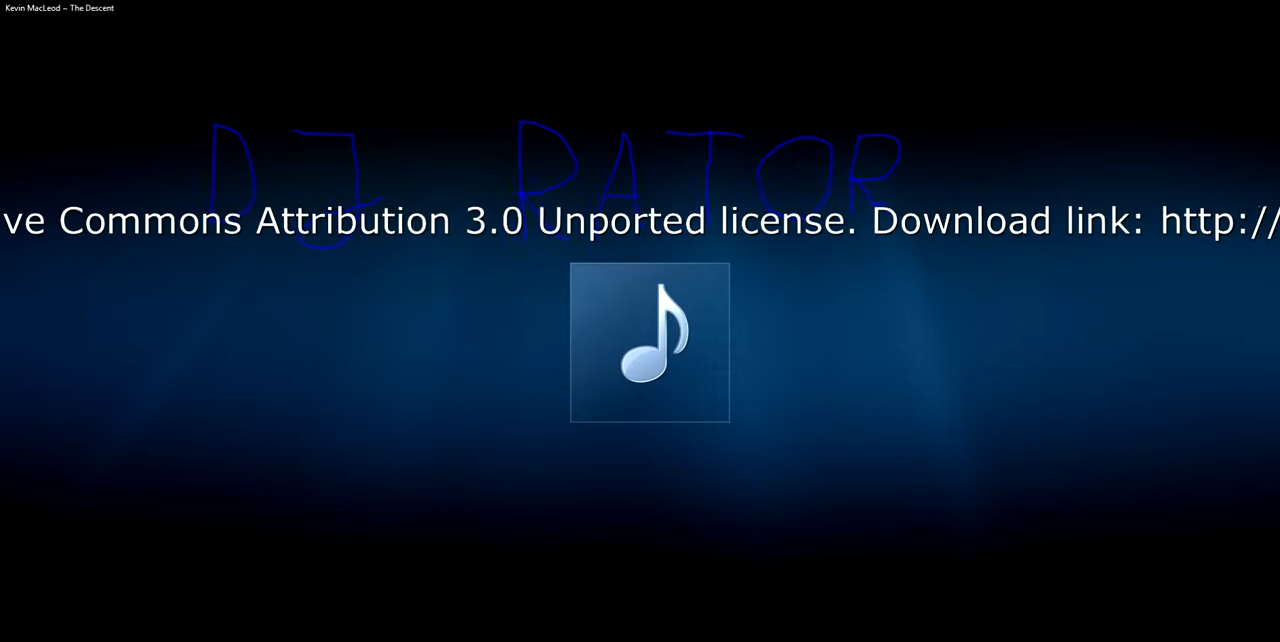 Kevin MacLeod ~ The Descent
DJ RATOR
ve Commons Attribution 3.0 Unported license. Download link: http://